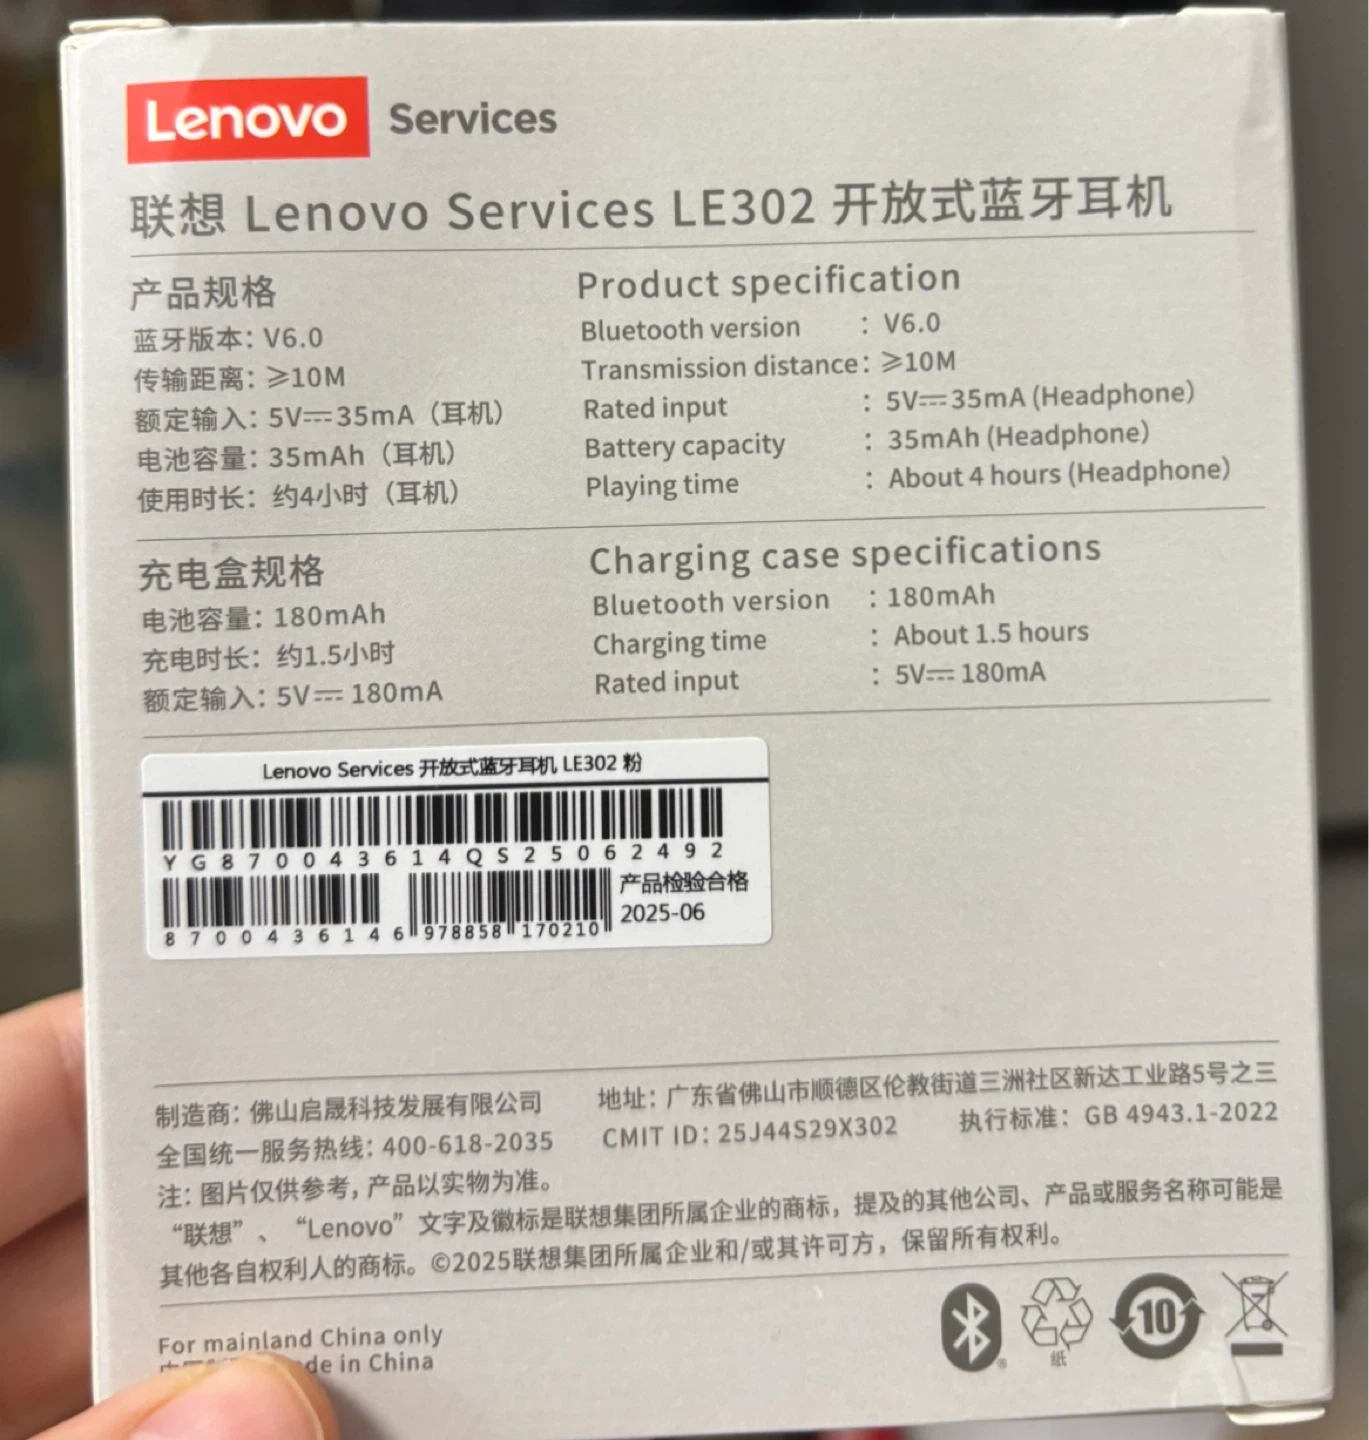 Lenovo Services
联想 Lenovo Services LE302 开放式蓝牙耳机
产品规格
蓝牙版本: V6.0
传输距离: ≥10M
额定输入: 5V⎓35mA（耳机）
电池容量: 35mAh（耳机）
使用时长: 约4小时（耳机）
Product specification
Bluetooth version : V6.0
Transmission distance: ≥10M
Rated input : 5V⎓35mA (Headphone)
Battery capacity : 35mAh (Headphone)
Playing time : About 4 hours (Headphone)
充电盒规格
电池容量: 180mAh
充电时长: 约1.5小时
额定输入: 5V⎓180mA
Charging case specifications
Bluetooth version : 180mAh
Charging time : About 1.5 hours
Rated input : 5V⎓180mA
Lenovo Services 开放式蓝牙耳机 LE302 粉
YG870043614QS25062492
870043614 6 978858 170210
产品检验合格
2025-06
制造商: 佛山启晟科技发展有限公司 地址: 广东省佛山市顺德区伦教街道三洲社区新达工业路5号之三
全国统一服务热线: 400-618-2035 CMIT ID: 25J44S29X302 执行标准: GB 4943.1-2022
注: 图片仅供参考, 产品以实物为准。
“联想”、“Lenovo”文字及徽标是联想集团所属企业的商标，提及的其他公司、产品或服务名称可能是
其他各自权利人的商标。©2025联想集团所属企业和/或其许可方，保留所有权利。
For mainland China only
in China
纸
10